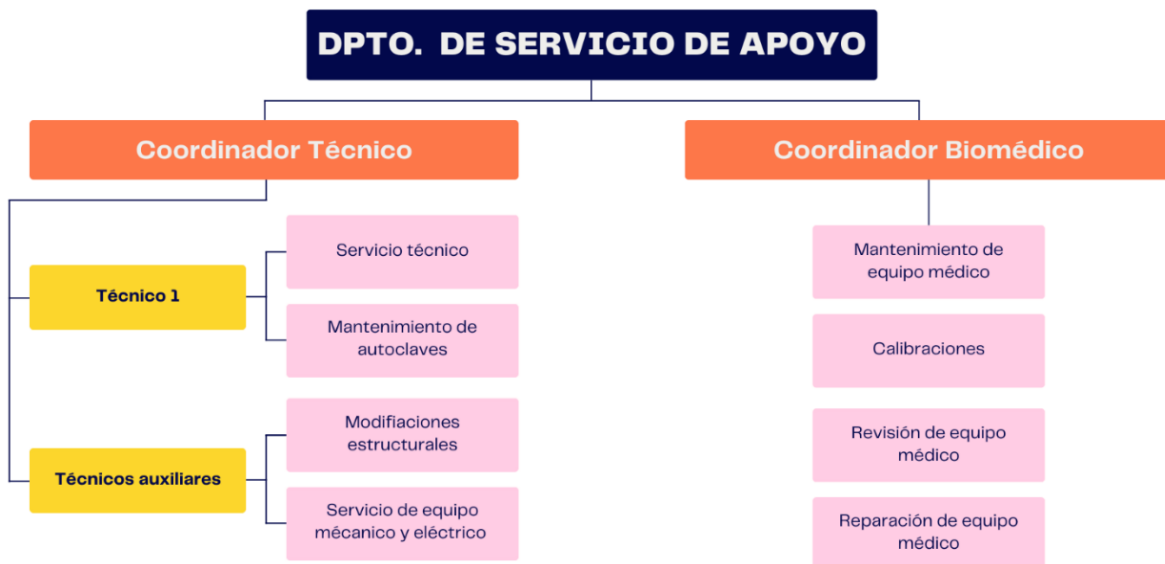 DPTO. DE SERVICIO DE APOYO
Coordinador Técnico
Coordinador Biomédico
Técnico 1
Servicio técnico
Mantenimiento de
autoclaves
Técnicos auxiliares
Modifiaciones
estructurales
Servicio de equipo
mécanico y eléctrico
Mantenimiento de
equipo médico
Calibraciones
Revisión de equipo
médico
Reparación de equipo
médico